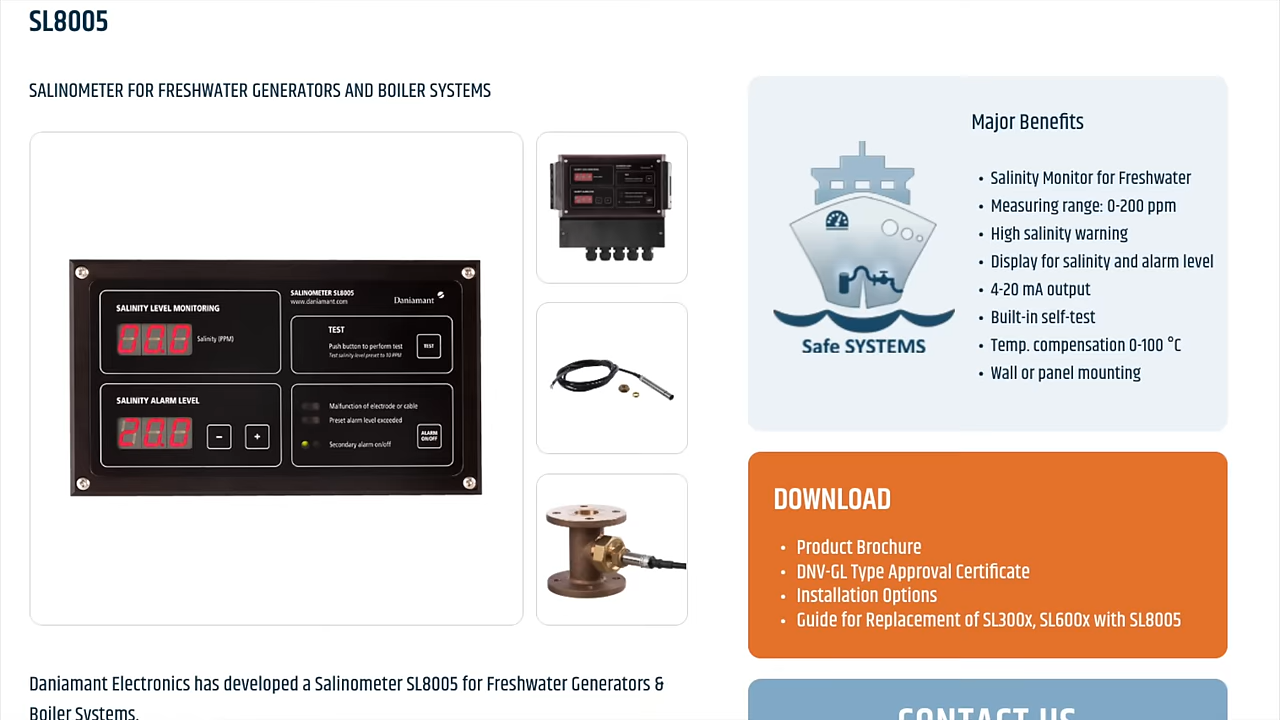 SL8005
SALINOMETER FOR FRESHWATER GENERATORS AND BOILER SYSTEMS
SALINITY LEVEL MONITORING
00.0
Salinity (PPM)
SALINITY ALARM LEVEL
20.0
-
+
SALINOMETER SL8005
www.daniamant.com
Daniamant
TEST
Push button to perform test
Test salinity level preset to 10 PPM
TEST
Malfunction of electrode or cable
Preset alarm level exceeded
Secondary alarm on/off
ALARM
ON/OFF
Major Benefits
• Salinity Monitor for Freshwater
• Measuring range: 0-200 ppm
• High salinity warning
• Display for salinity and alarm level
• 4-20 mA output
• Built-in self-test
• Temp. compensation 0-100 °C
• Wall or panel mounting
Safe SYSTEMS
DOWNLOAD
• Product Brochure
• DNV-GL Type Approval Certificate
• Installation Options
• Guide for Replacement of SL300x, SL600x with SL8005
Daniamant Electronics has developed a Salinometer SL8005 for Freshwater Generators &
Boiler Systems.
CONTACT US